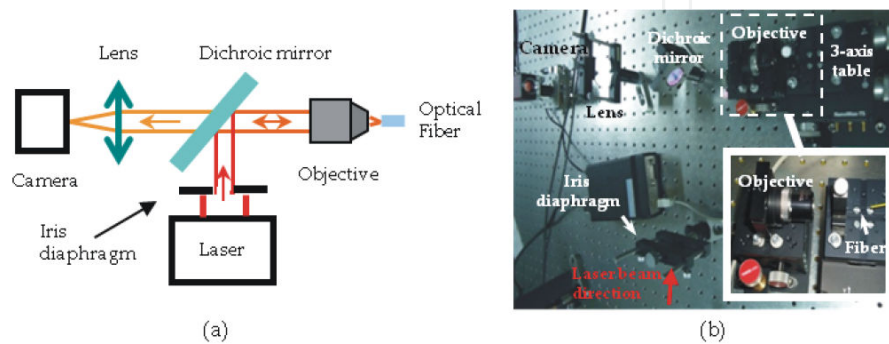 Lens
Dichroic mirror
Camera
Objective
Optical
Fiber
Iris
diaphragm
Laser
(a)
Camera
Lens
Dichroic
mirror
Objective
3-axis
table
Iris
diaphragm
Laser beam
direction
Objective
Fiber
(b)